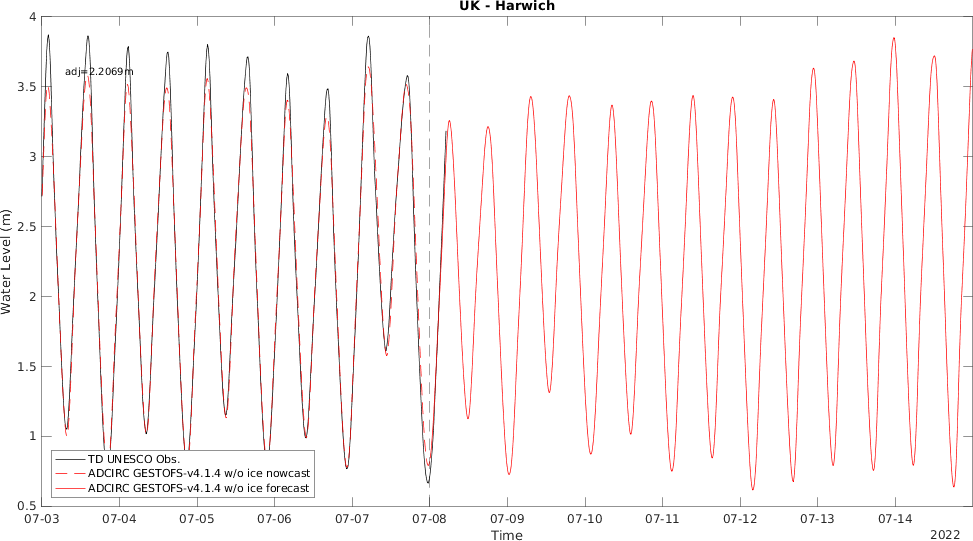 UK - Harwich
4
3.5
3
2.5
2
1.5
1
0.5
Water Level (m)
adj=2.2069m
TD UNESCO Obs.
ADCIRC GESTOFS-v4.1.4 w/o ice nowcast
ADCIRC GESTOFS-v4.1.4 w/o ice forecast
07-03 07-04 07-05 07-06 07-07 07-08 07-09 07-10 07-11 07-12 07-13 07-14
Time
2022